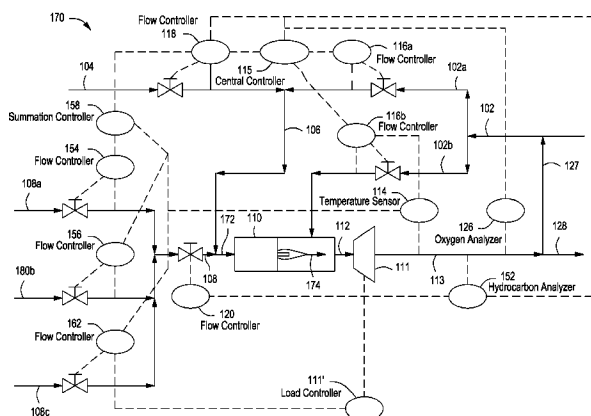 170
Flow Controller
118
115
Central Controller
116a
Flow Controller
104
102a
158
Summation Controller
106
116b
Flow Controller
102
102b
154
Flow Controller
127
108a
114
Temperature Sensor
172
110
112
126
Oxygen Analyzer
128
156
Flow Controller
108
174
111
113
180b
152
Hydrocarbon Analyzer
120
Flow Controller
162
Flow Controller
111'
Load Controller
108c